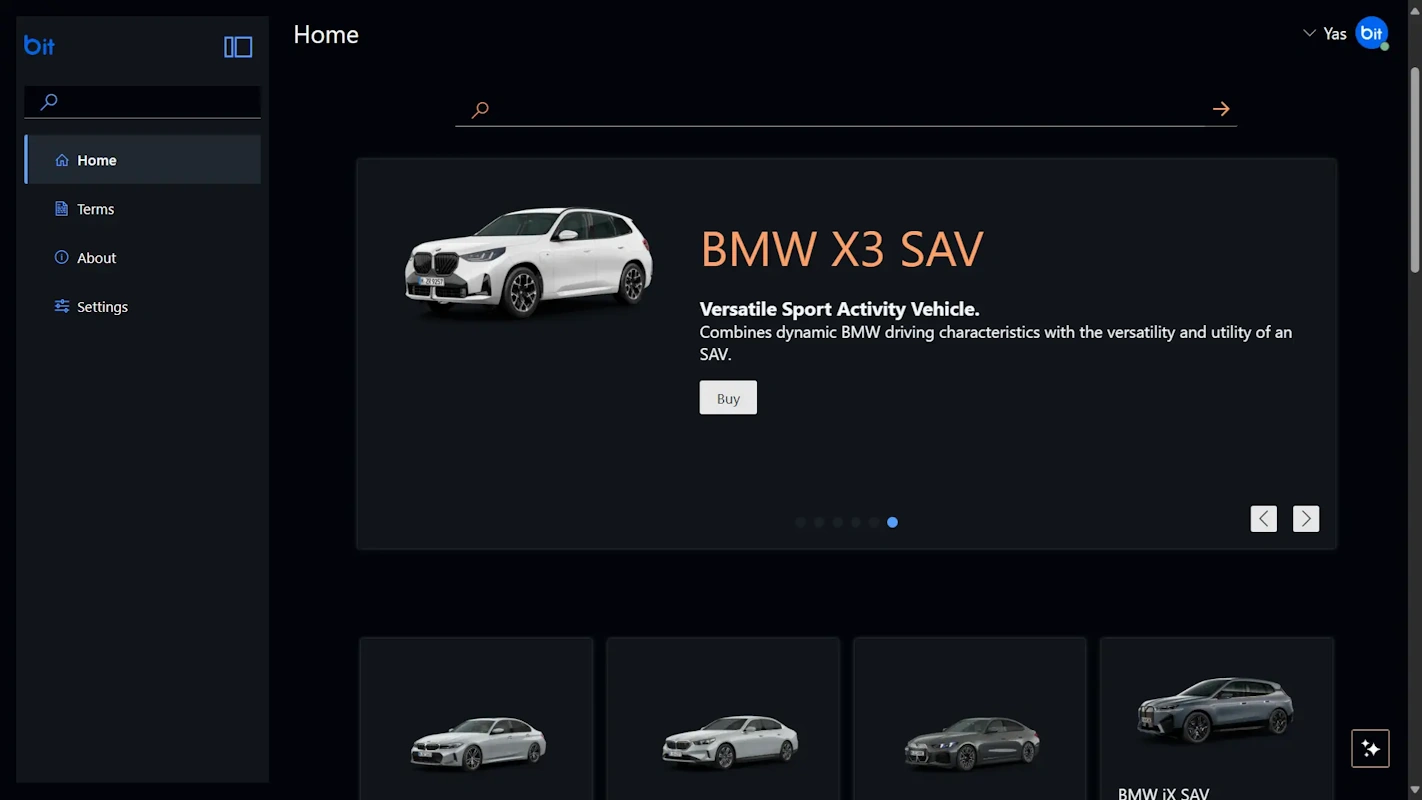 bit
Home
Yas
bit
Home
Terms
About
Settings
BMW X3 SAV
Versatile Sport Activity Vehicle.
Combines dynamic BMW driving characteristics with the versatility and utility of an
SAV.
Buy
BMW iX SAV